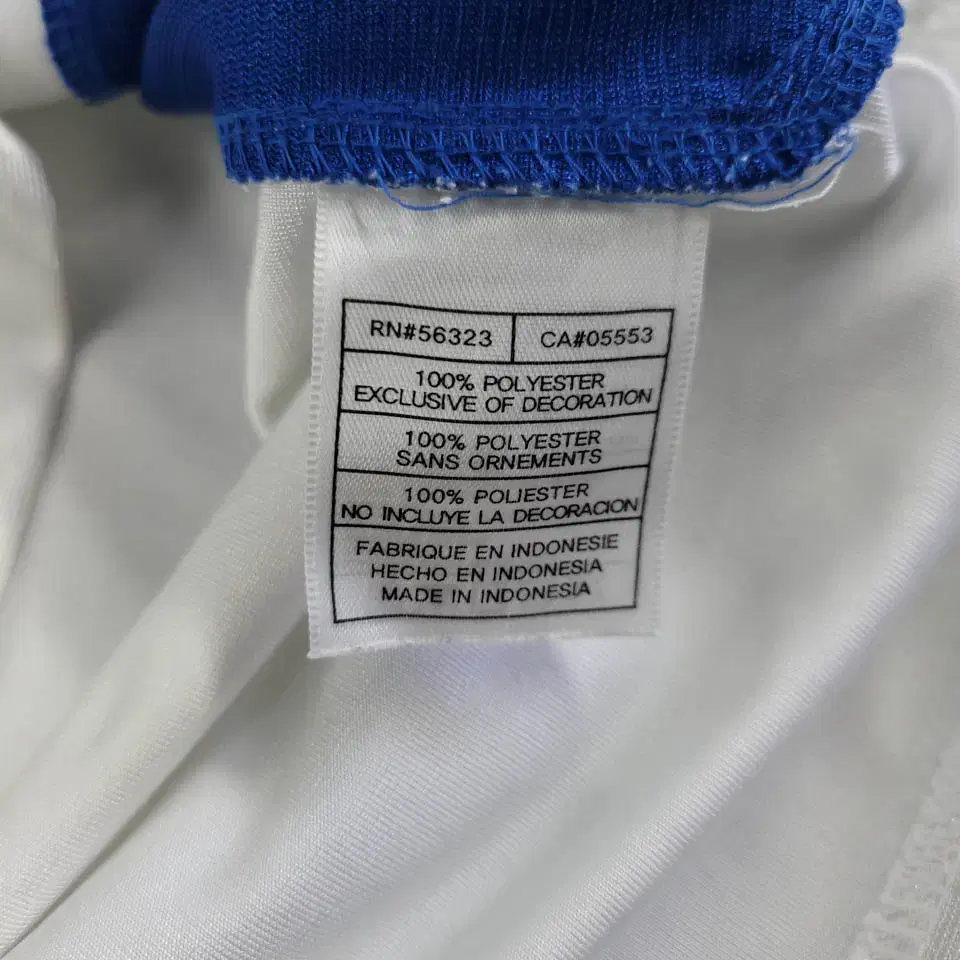 RN#56323 CA#05553
100% POLYESTER
EXCLUSIVE OF DECORATION
100% POLYESTER
SANS ORNEMENTS
100% POLIESTER
NO INCLUYE LA DECORACION
FABRIQUE EN INDONESIE
HECHO EN INDONESIA
MADE IN INDONESIA